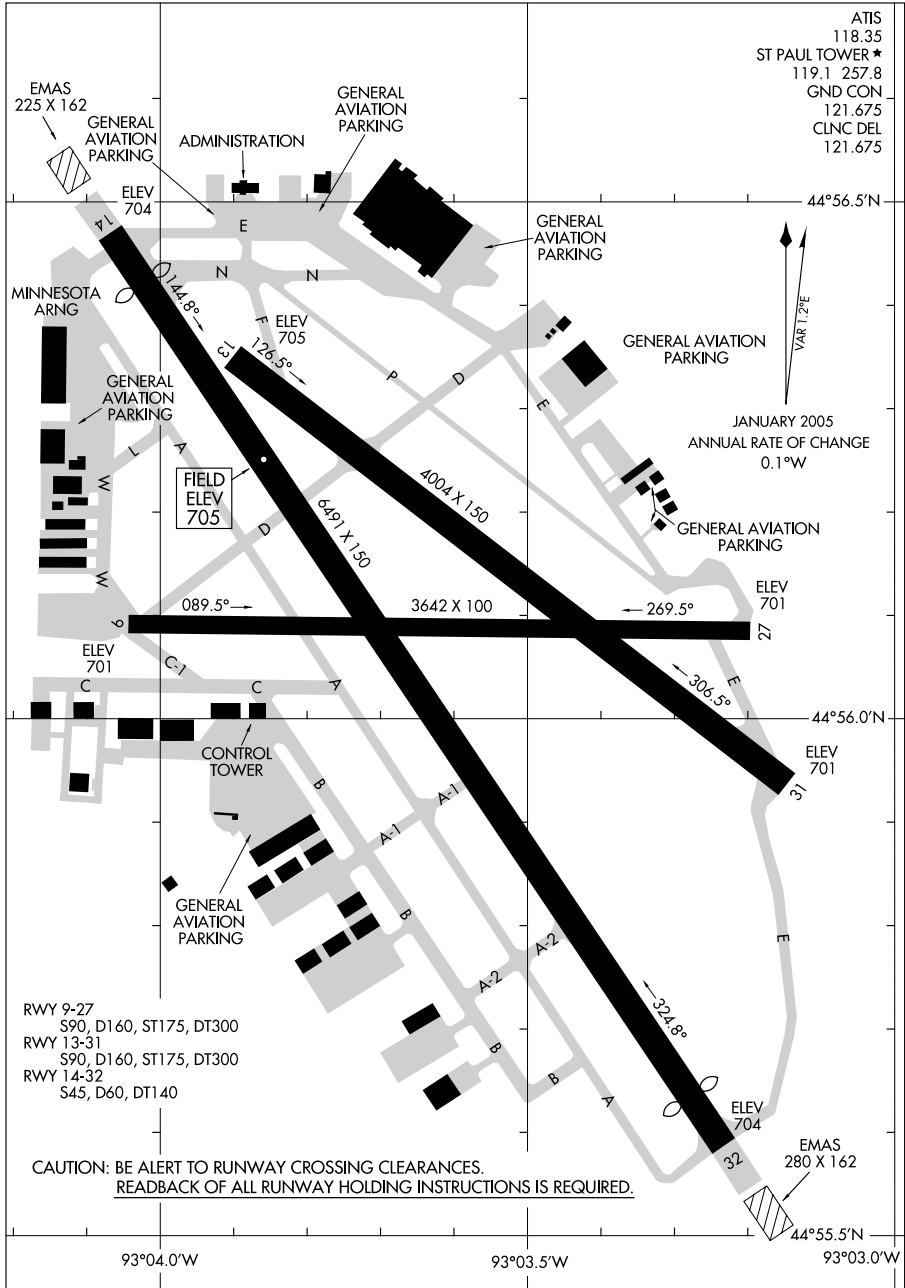 ATIS
118.35
ST PAUL TOWER ★
119.1 257.8
GND CON
121.675
CLNC DEL
121.675
EMAS
225 X 162
GENERAL
AVIATION
PARKING
ADMINISTRATION
GENERAL
AVIATION
PARKING
ELEV
704
14
44°56.5'N
E
GENERAL
AVIATION
PARKING
N
N
144.8°
MINNESOTA
ARNG
F
ELEV
705
13
126.5°
VAR 1.2°E
GENERAL AVIATION
PARKING
P
D
E
GENERAL
AVIATION
PARKING
JANUARY 2005
ANNUAL RATE OF CHANGE
0.1°W
L
A
W
FIELD
ELEV
705
D
6491 X 150
4004 X 150
GENERAL AVIATION
PARKING
W
089.5°
3642 X 100
269.5°
ELEV
701
9
27
ELEV
701
C-1
C
C
A
E
306.5°
44°56.0'N
CONTROL
TOWER
ELEV
701
31
B
A-1
A-1
GENERAL
AVIATION
PARKING
B
A-2
A-2
E
324.8°
RWY 9-27
S90, D160, ST175, DT300
RWY 13-31
S90, D160, ST175, DT300
RWY 14-32
S45, D60, DT140
B
B
A
ELEV
704
32
EMAS
280 X 162
CAUTION: BE ALERT TO RUNWAY CROSSING CLEARANCES.
READBACK OF ALL RUNWAY HOLDING INSTRUCTIONS IS REQUIRED.
44°55.5'N
93°04.0'W
93°03.5'W
93°03.0'W